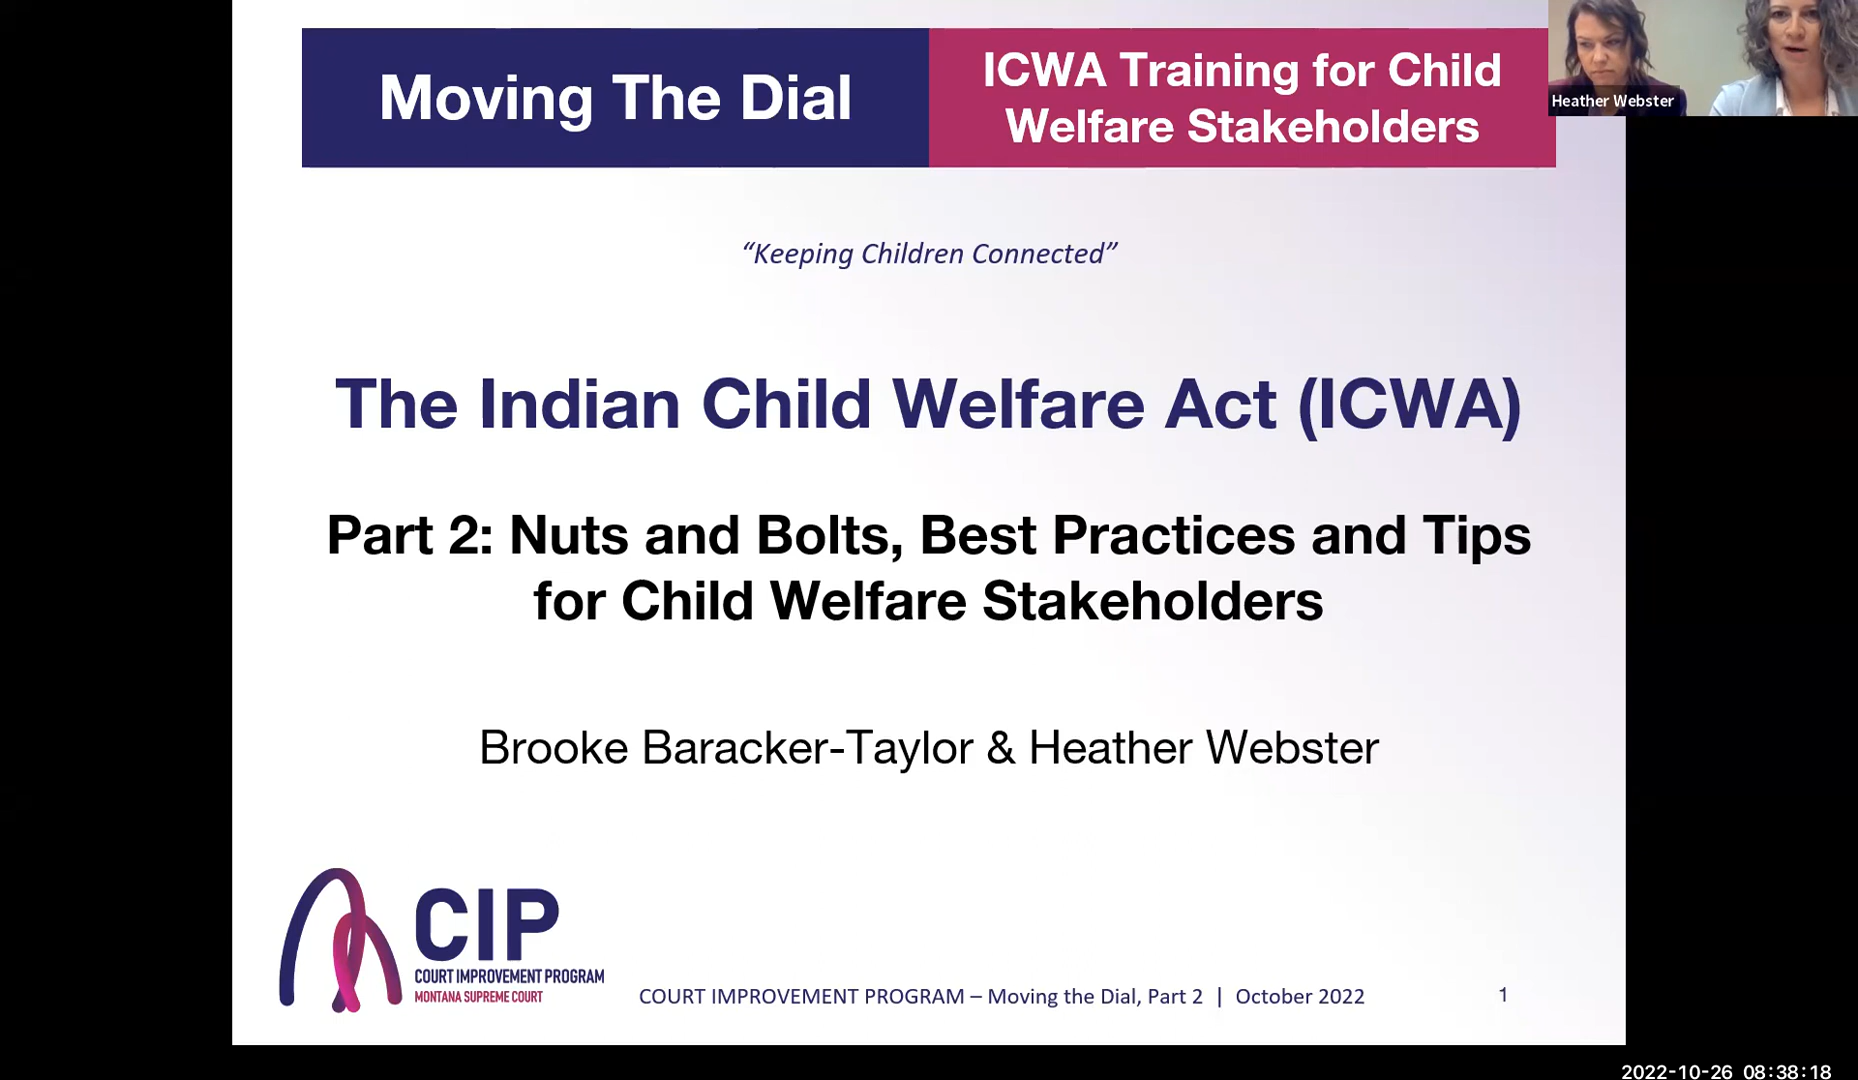 Moving The Dial
ICWA Training for Child
Welfare Stakeholders
Heather Webster
“Keeping Children Connected”
The Indian Child Welfare Act (ICWA)
Part 2: Nuts and Bolts, Best Practices and Tips
for Child Welfare Stakeholders
Brooke Baracker-Taylor & Heather Webster
CIP
COURT IMPROVEMENT PROGRAM
MONTANA SUPREME COURT
COURT IMPROVEMENT PROGRAM – Moving the Dial, Part 2 | October 2022
1
2022-10-26 08:38:18